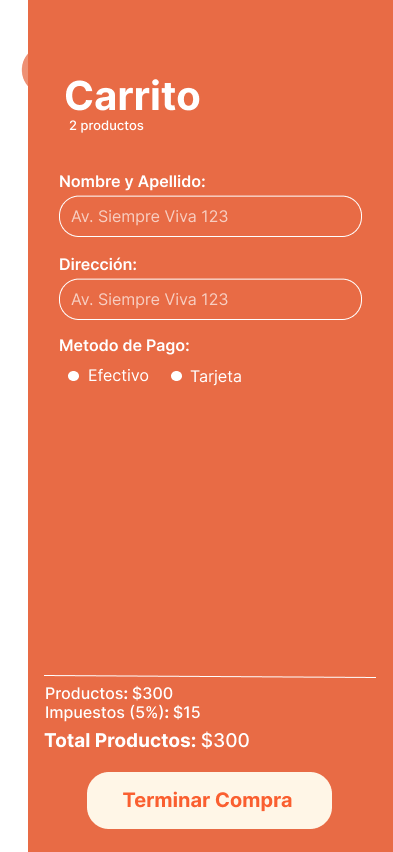 Carrito
2 productos
Nombre y Apellido:
Av. Siempre Viva 123
Dirección:
Av. Siempre Viva 123
Metodo de Pago:
Efectivo Tarjeta
Productos: $300
Impuestos (5%): $15
Total Productos: $300
Terminar Compra